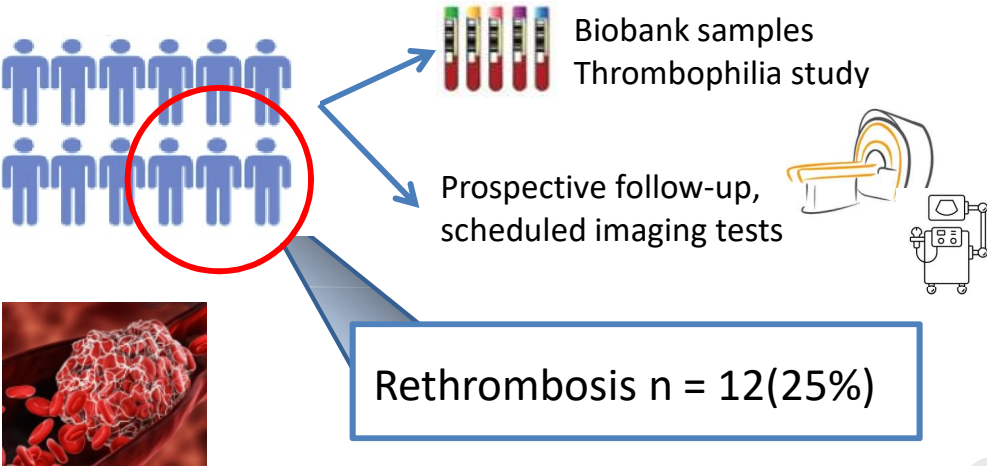 Biobank samples
Thrombophilia study
Prospective follow-up,
scheduled imaging tests
Rethrombosis n = 12(25%)